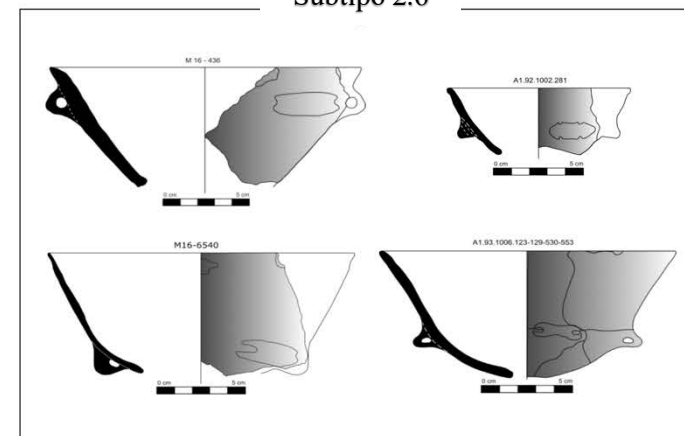 Subtipo 2.6
M 16 - 436
0 cm 5 cm
A1.92.1002.281
0 cm 5 cm
M16-6540
0 cm 5 cm
A1.93.1006.123-129-530-553
0 cm 5 cm